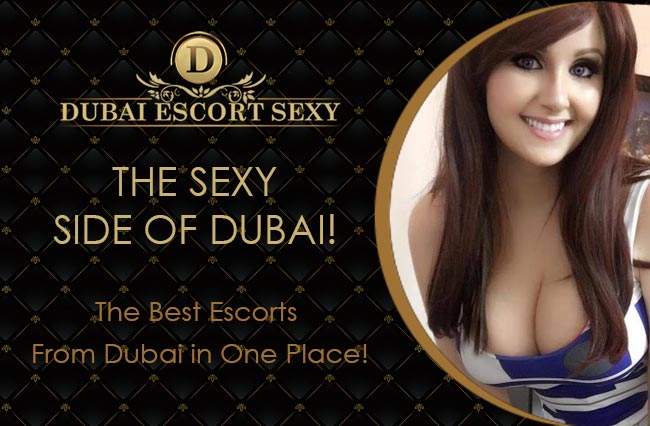 D
DUBAI ESCORT SEXY
THE SEXY
SIDE OF DUBAI!
The Best Escorts
From Dubai in One Place!